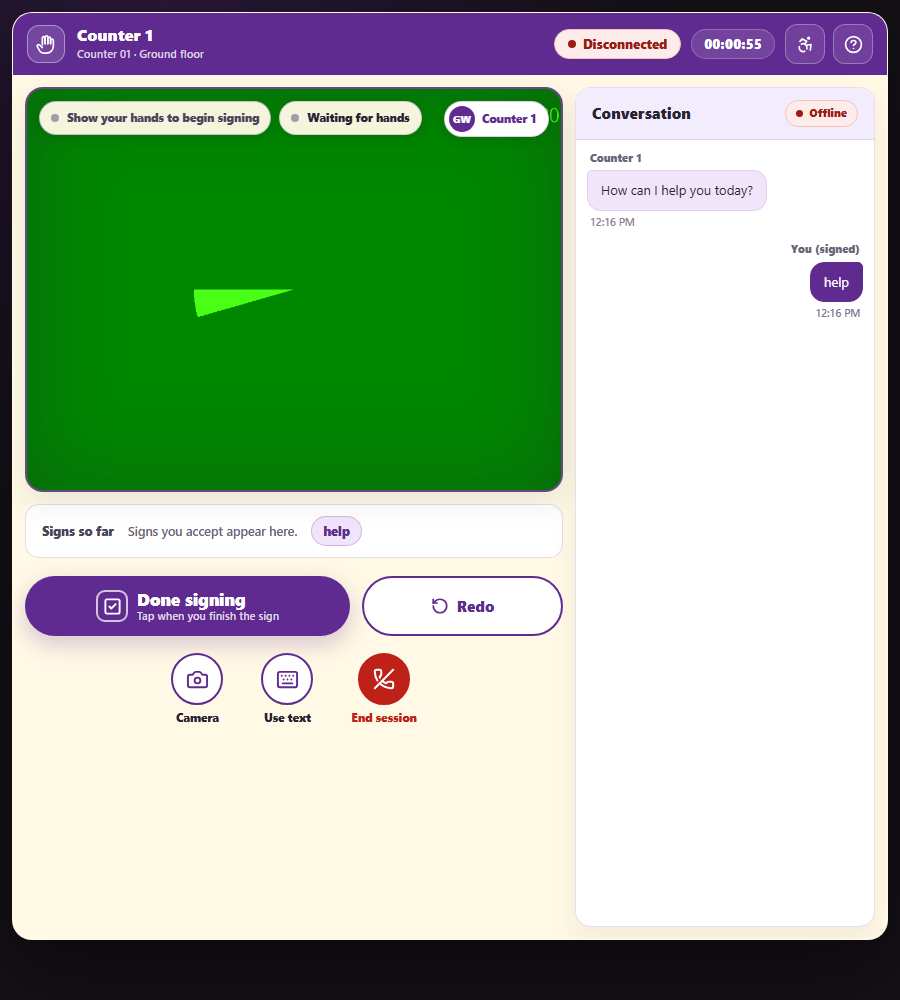 Counter 1
Counter 01 · Ground floor
Disconnected
00:00:55
Show your hands to begin signing
Waiting for hands
GW
Counter 1
0
Conversation
Offline
Counter 1
How can I help you today?
12:16 PM
You (signed)
help
12:16 PM
Signs so far
Signs you accept appear here.
help
Done signing
Tap when you finish the sign
Redo
Camera
Use text
End session